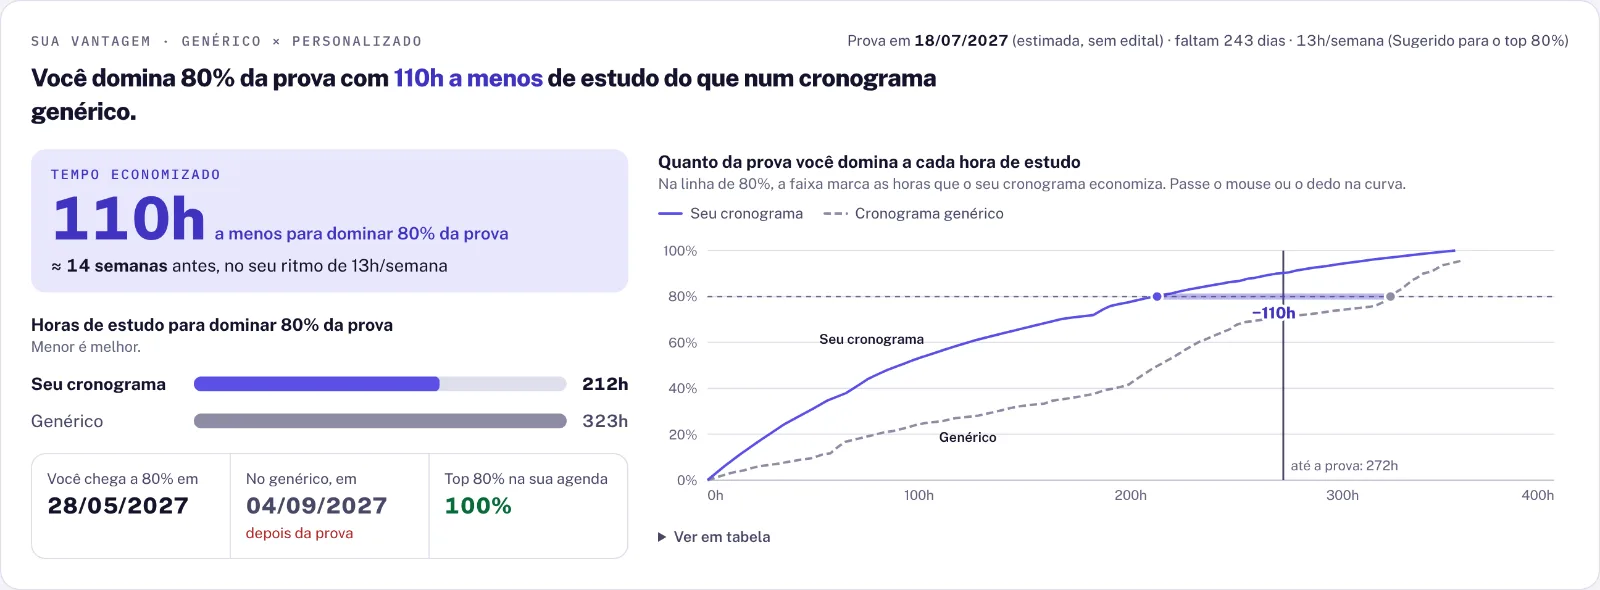 SUA VANTAGEM · GENÉRICO × PERSONALIZADO
Prova em 18/07/2027 (estimada, sem edital) · faltam 243 dias · 13h/semana (Sugerido para o top 80%)
Você domina 80% da prova com 110h a menos de estudo do que num cronograma
genérico.
TEMPO ECONOMIZADO
110h a menos para dominar 80% da prova
≈ 14 semanas antes, no seu ritmo de 13h/semana
Horas de estudo para dominar 80% da prova
Menor é melhor.
Seu cronograma 212h
Genérico 323h
Você chega a 80% em
28/05/2027
No genérico, em
04/09/2027
depois da prova
Top 80% na sua agenda
100%
Quanto da prova você domina a cada hora de estudo
Na linha de 80%, a faixa marca as horas que o seu cronograma economiza. Passe o mouse ou o dedo na curva.
Seu cronograma Cronograma genérico
100%
80%
−110h
60%
Seu cronograma
40%
20%
Genérico
até a prova: 272h
0%
0h 100h 200h 300h 400h
▶ Ver em tabela